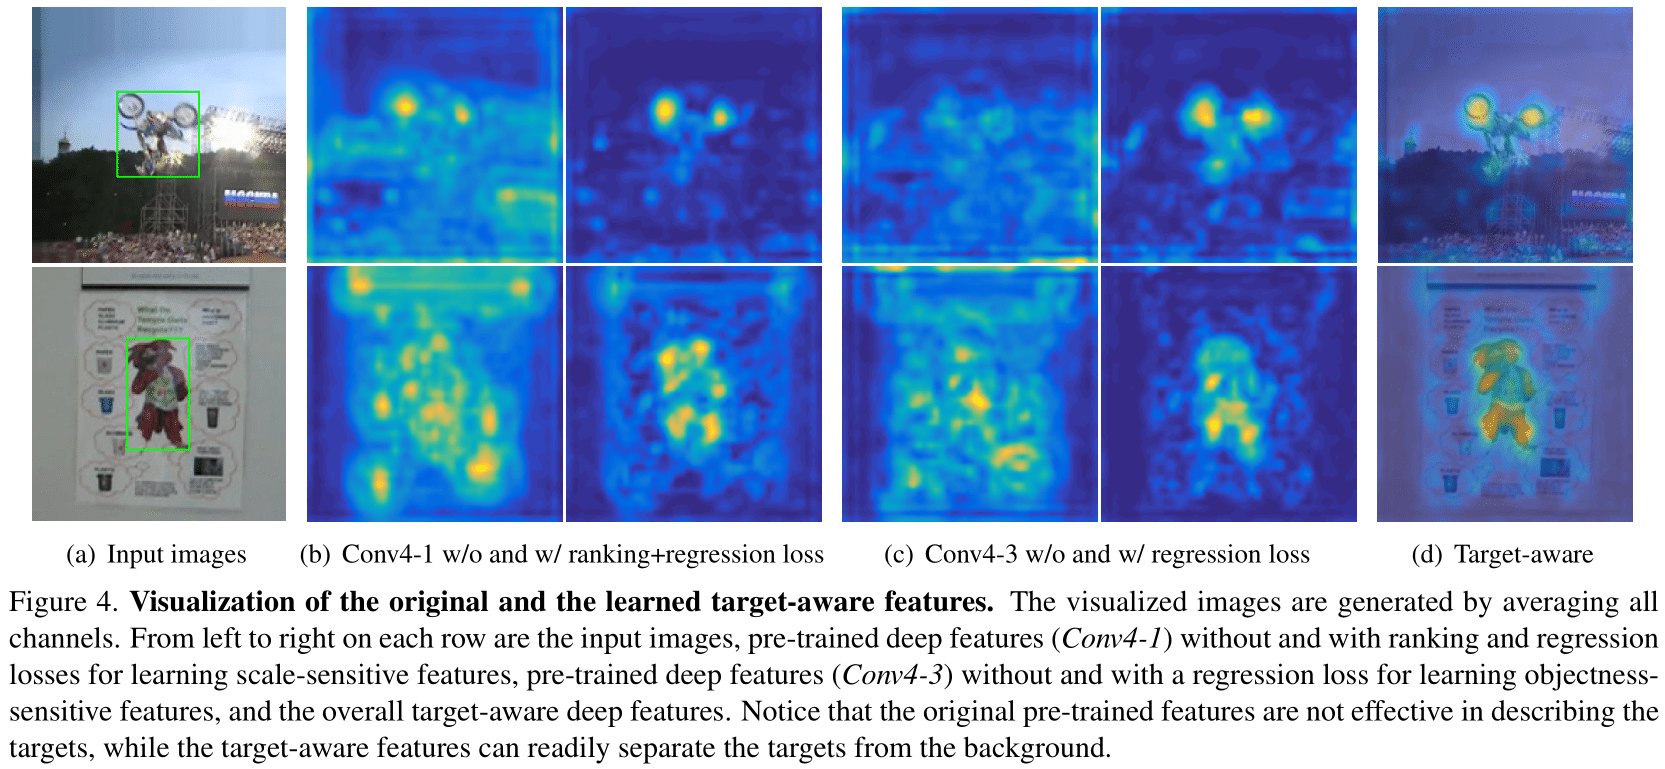 (a) Input images
(b) Conv4-1 w/o and w/ ranking+regression loss
(c) Conv4-3 w/o and w/ regression loss
(d) Target-aware
Figure 4. Visualization of the original and the learned target-aware features. The visualized images are generated by averaging all
channels. From left to right on each row are the input images, pre-trained deep features (Conv4-1) without and with ranking and regression
losses for learning scale-sensitive features, pre-trained deep features (Conv4-3) without and with a regression loss for learning objectness-
sensitive features, and the overall target-aware deep features. Notice that the original pre-trained features are not effective in describing the
targets, while the target-aware features can readily separate the targets from the background.